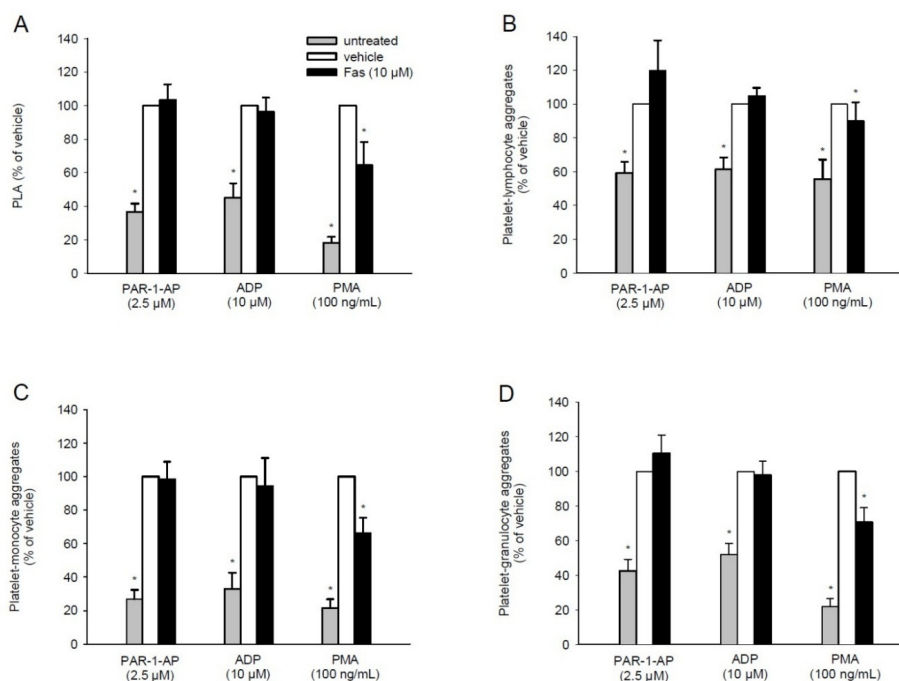 A
B
140
120
100
80
60
40
20
0
PLA (% of vehicle)
untreated
vehicle
Fas (10 µM)
*
*
*
*
PAR-1-AP
(2.5 µM)
ADP
(10 µM)
PMA
(100 ng/mL)
140
120
100
80
60
40
20
0
Platelet-lymphocyte aggregates
(% of vehicle)
*
*
*
*
PAR-1-AP
(2.5 µM)
ADP
(10 µM)
PMA
(100 ng/mL)
C
140
120
100
80
60
40
20
0
Platelet-monocyte aggregates
(% of vehicle)
*
*
*
*
PAR-1-AP
(2.5 µM)
ADP
(10 µM)
PMA
(100 ng/mL)
D
140
120
100
80
60
40
20
0
Platelet-granulocyte aggregates
(% of vehicle)
*
*
*
*
PAR-1-AP
(2.5 µM)
ADP
(10 µM)
PMA
(100 ng/mL)